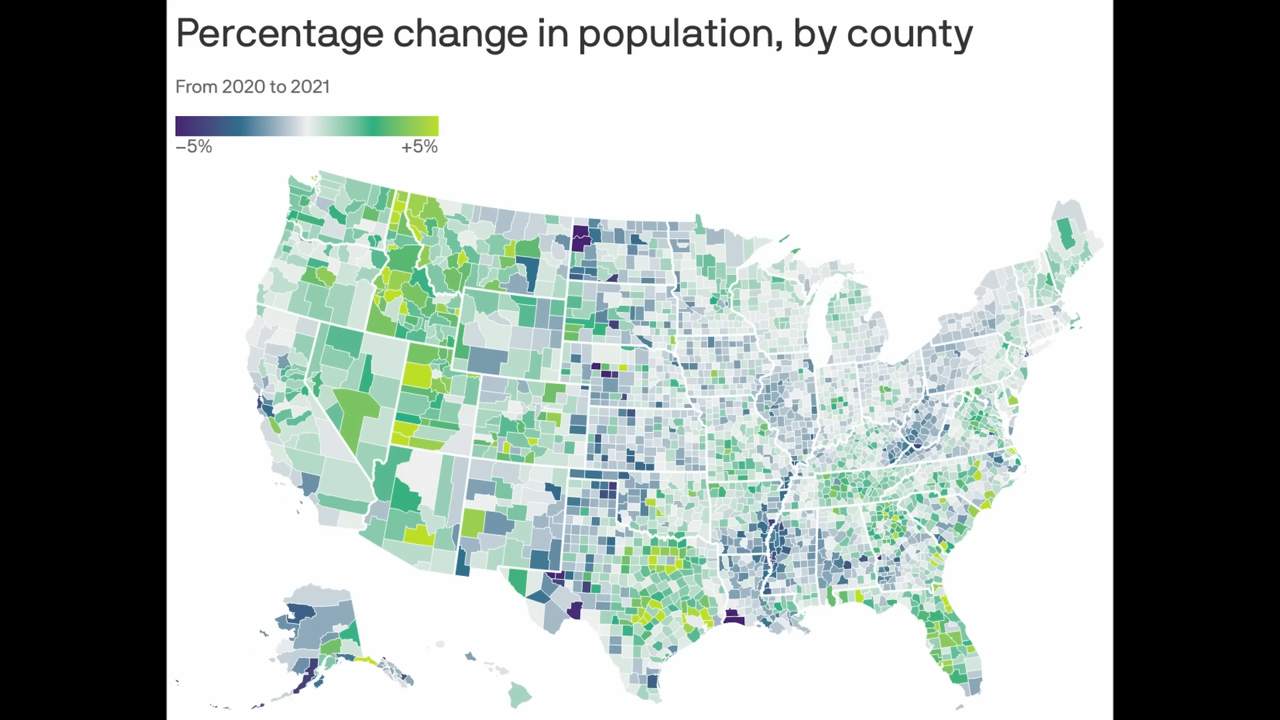 Percentage change in population, by county
From 2020 to 2021
−5%
+5%